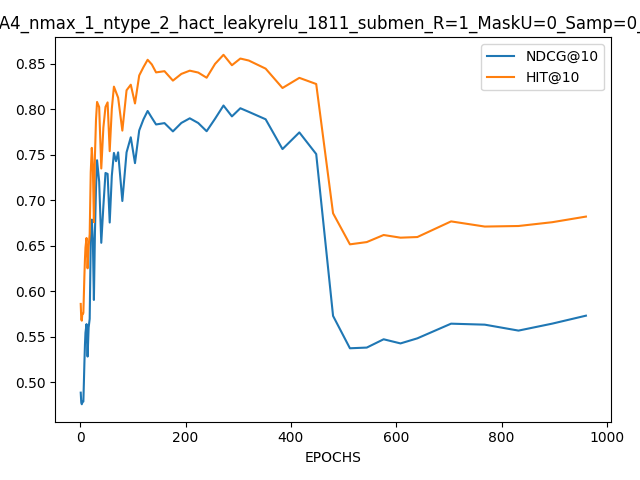 A4_nmax_1_ntype_2_hact_leakyrelu_1811_submen_R=1_MaskU=0_Samp=0_
NDCG@10
HIT@10
0.85
0.80
0.75
0.70
0.65
0.60
0.55
0.50
0 200 400 600 800 1000
EPOCHS